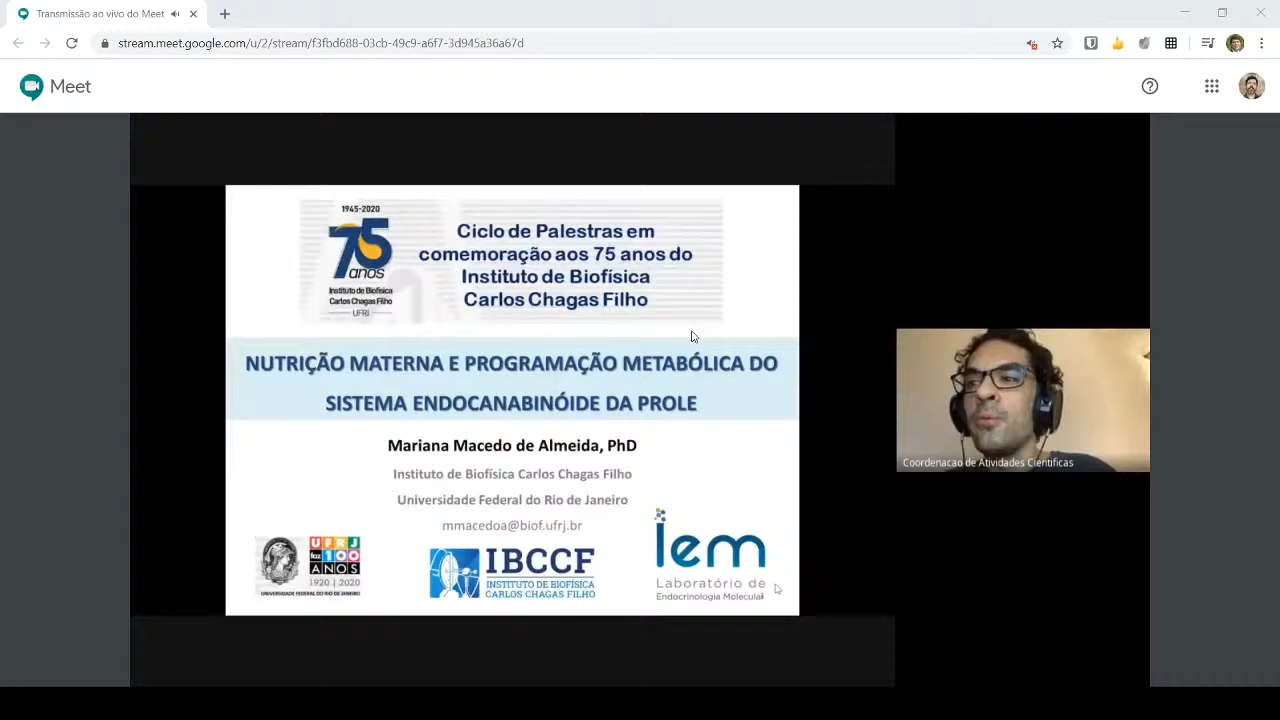 Transmissão ao vivo do Meet
stream.meet.google.com/u/2/stream/f3fbd688-03cb-49c9-a6f7-3d945a36a67d
Meet
1945-2020
75
anos
Instituto de Biofísica
Carlos Chagas Filho
UFRJ
Ciclo de Palestras em
comemoração aos 75 anos do
Instituto de Biofísica
Carlos Chagas Filho
NUTRIÇÃO MATERNA E PROGRAMAÇÃO METABÓLICA DO
SISTEMA ENDOCANABINÓIDE DA PROLE
Mariana Macedo de Almeida, PhD
Instituto de Biofísica Carlos Chagas Filho
Universidade Federal do Rio de Janeiro
mmacedoa@biof.ufrj.br
UFRJ
faz 100
ANOS
1920 | 2020
UNIVERSIDADE FEDERAL DO RIO DE JANEIRO
IBCCF
INSTITUTO DE BIOFÍSICA
CARLOS CHAGAS FILHO
lem
Laboratório de
Endocrinologia Molecular
Coordenacao de Atividades Cientificas